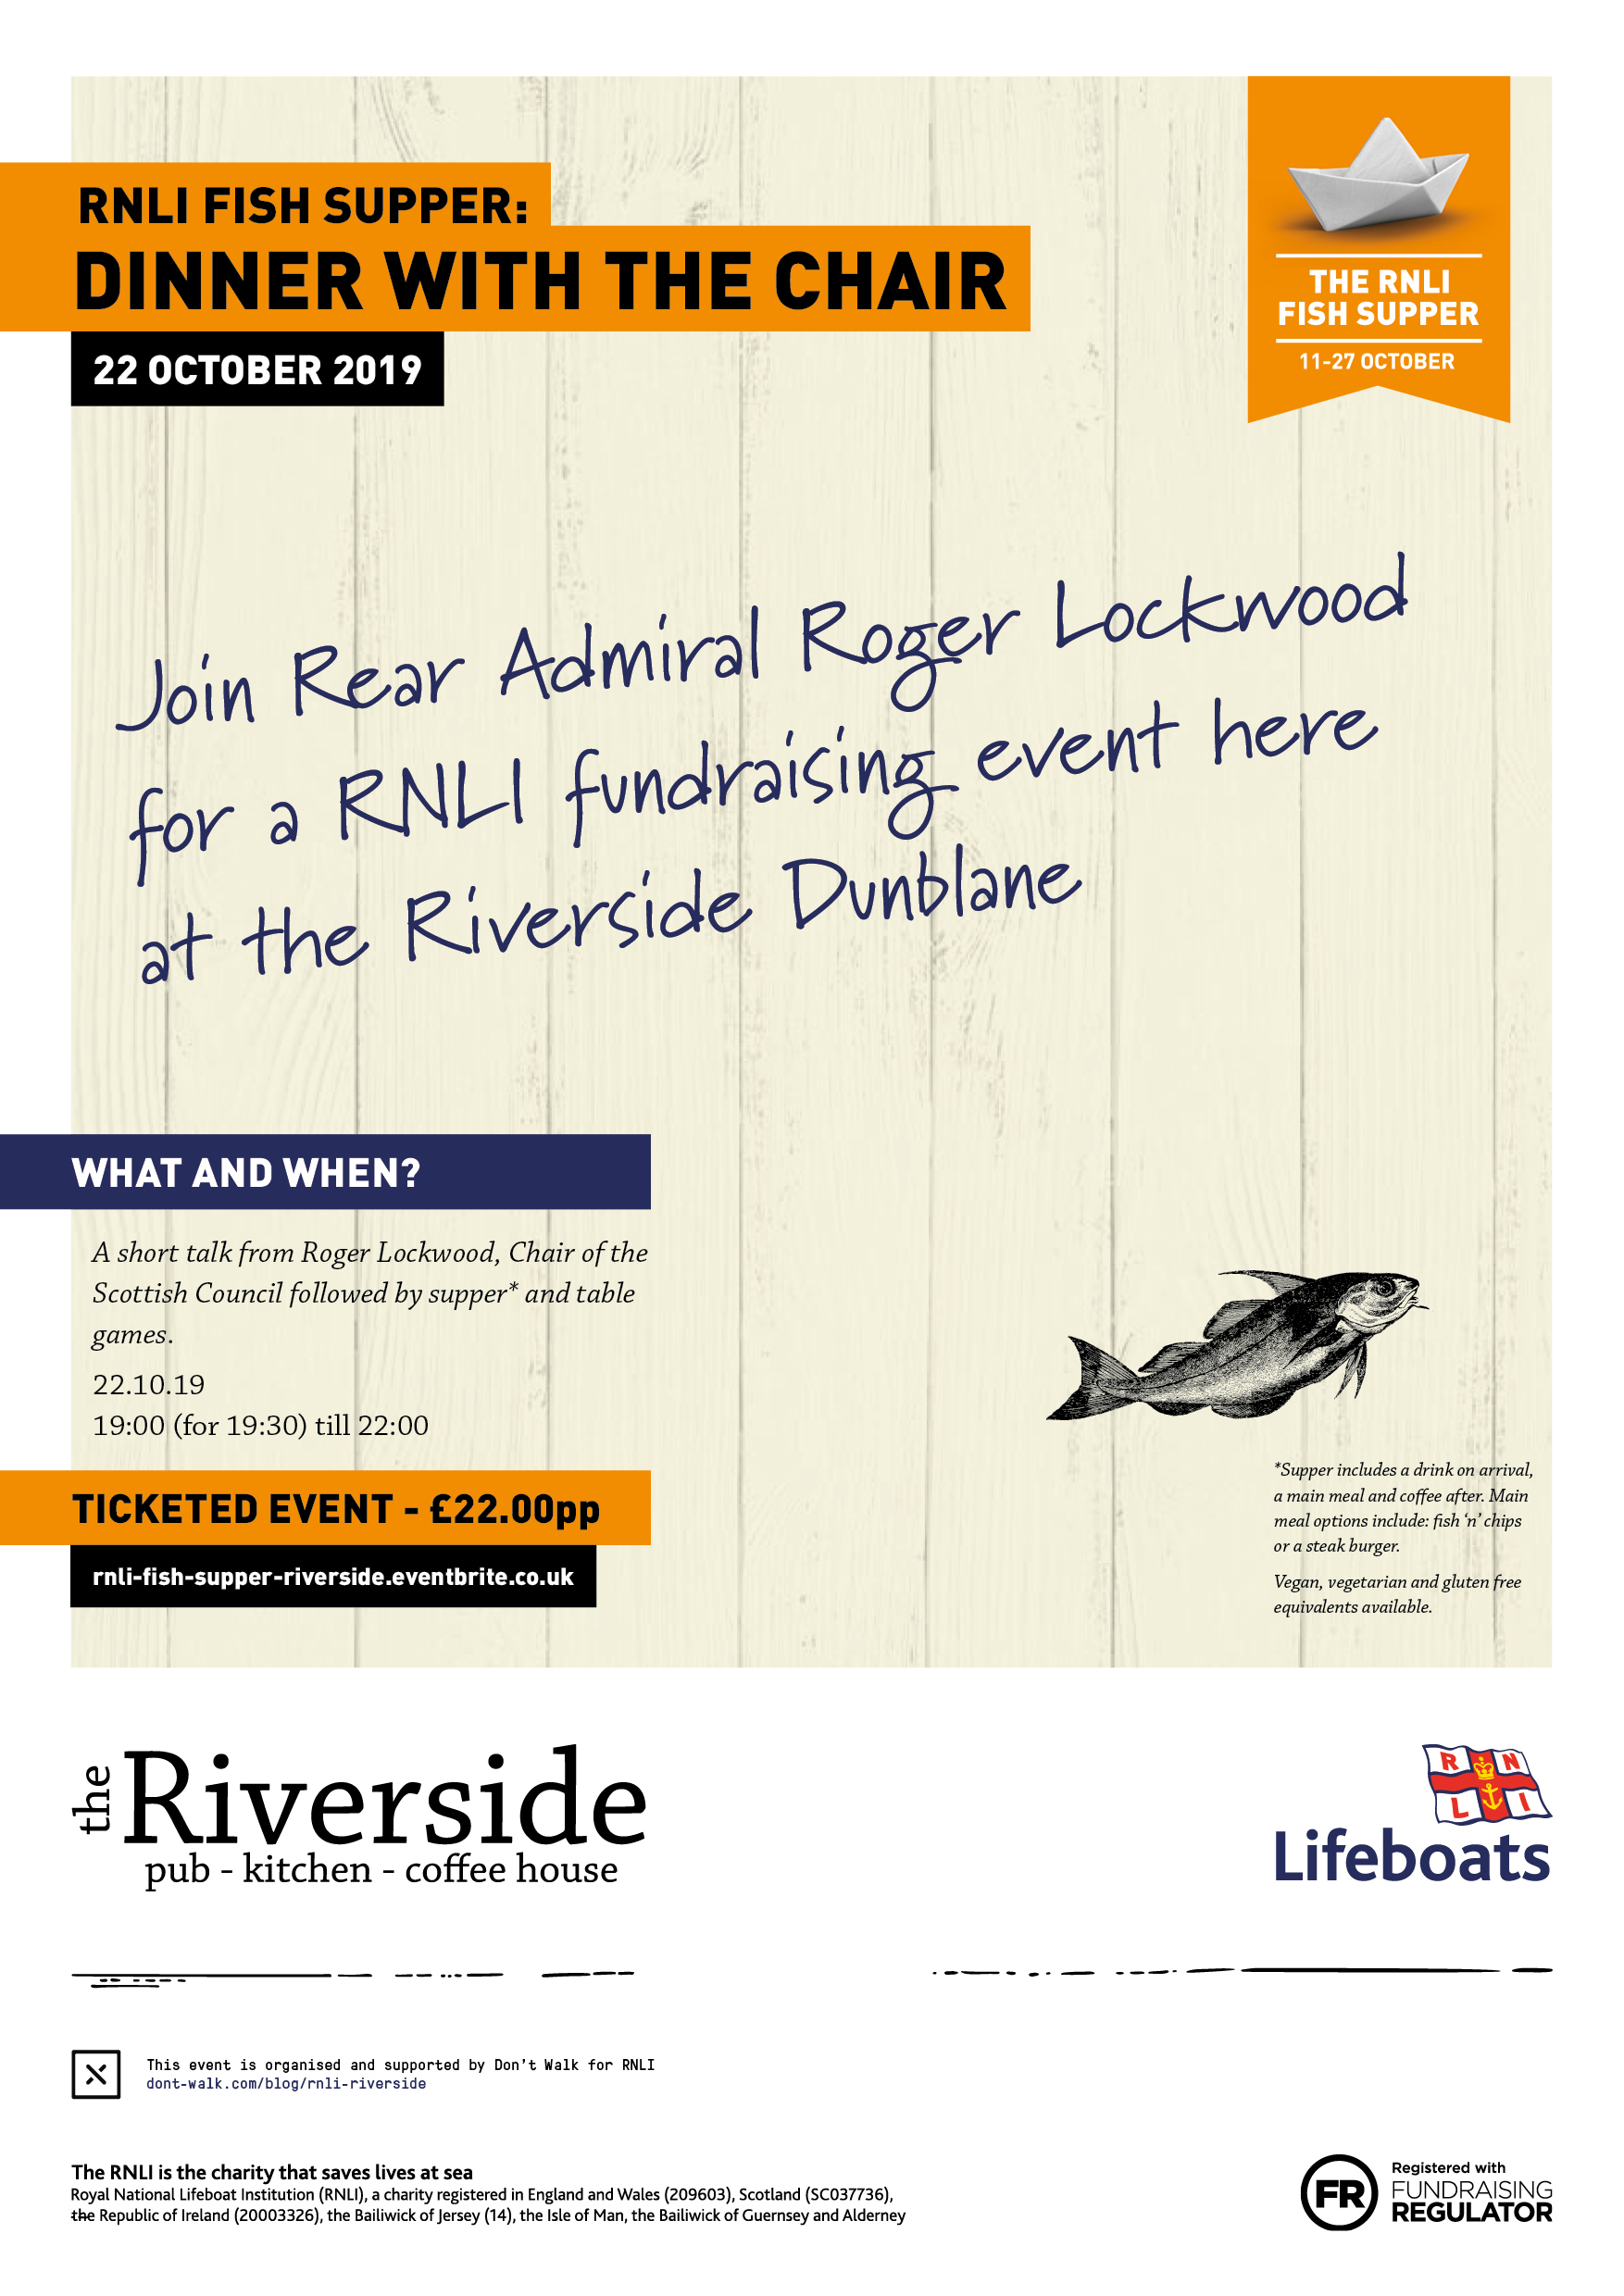 RNLI FISH SUPPER:
DINNER WITH THE CHAIR
22 OCTOBER 2019
THE RNLI
FISH SUPPER
11-27 OCTOBER
Join Rear Admiral Roger Lockwood
for a RNLI fundraising event here
at the Riverside Dunblane
WHAT AND WHEN?
A short talk from Roger Lockwood, Chair of the
Scottish Council followed by supper* and table
games.
22.10.19
19:00 (for 19:30) till 22:00
TICKETED EVENT - £22.00pp
rnli-fish-supper-riverside.eventbrite.co.uk
*Supper includes a drink on arrival,
a main meal and coffee after. Main
meal options include: fish 'n' chips
or a steak burger.
Vegan, vegetarian and gluten free
equivalents available.
the Riverside
pub - kitchen - coffee house
R N
L I
Lifeboats
This event is organised and supported by Don't Walk for RNLI
dont-walk.com/blog/rnli-riverside
The RNLI is the charity that saves lives at sea
Royal National Lifeboat Institution (RNLI), a charity registered in England and Wales (209603), Scotland (SC037736),
the Republic of Ireland (20003326), the Bailiwick of Jersey (14), the Isle of Man, the Bailiwick of Guernsey and Alderney
FR
Registered with
FUNDRAISING
REGULATOR